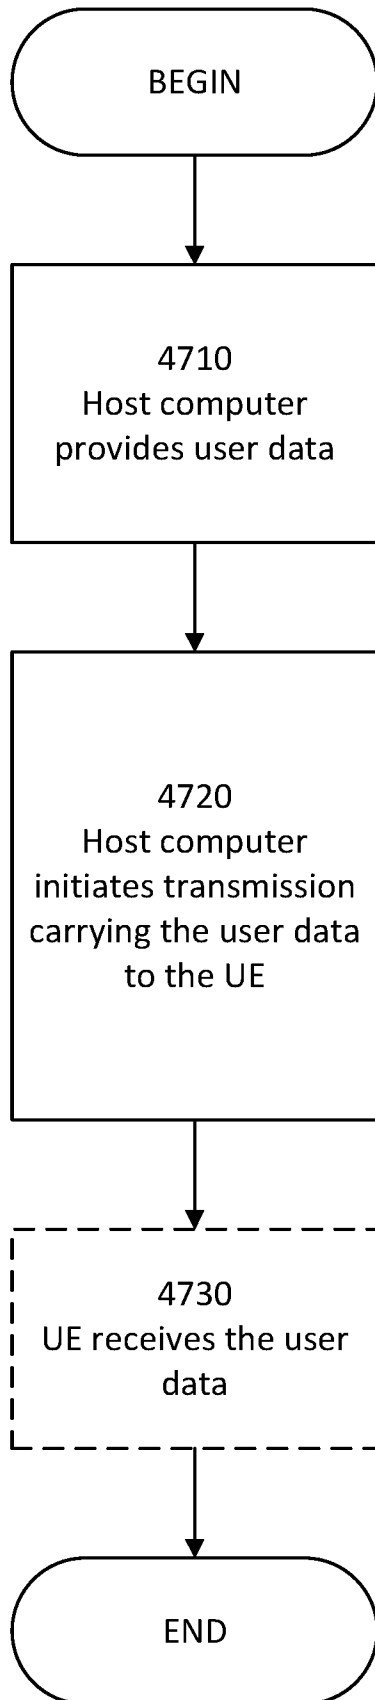 BEGIN
4710
Host computer
provides user data
4720
Host computer
initiates transmission
carrying the user data
to the UE
4730
UE receives the user
data
END